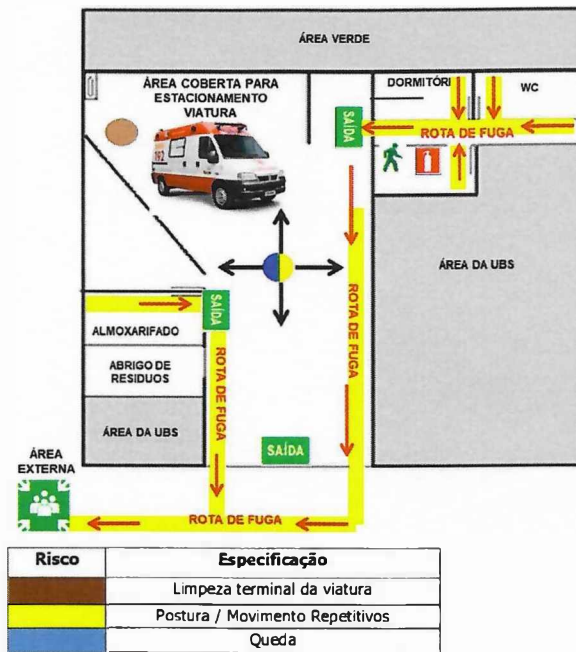 ÁREA VERDE
ÁREA COBERTA PARA
ESTACIONAMENTO
VIATURA
192
DORMITÓRI
WC
SAÍDA
ROTA DE FUGA
ÁREA DA UBS
ROTA DE FUGA
SAÍDA
ALMOXARIFADO
ABRIGO DE
RESIDUOS
ROTA DE FUGA
ÁREA DA UBS
SAÍDA
ÁREA
EXTERNA
ROTA DE FUGA
Risco Especificação
Limpeza terminal da viatura
Postura / Movimento Repetitivos
Queda